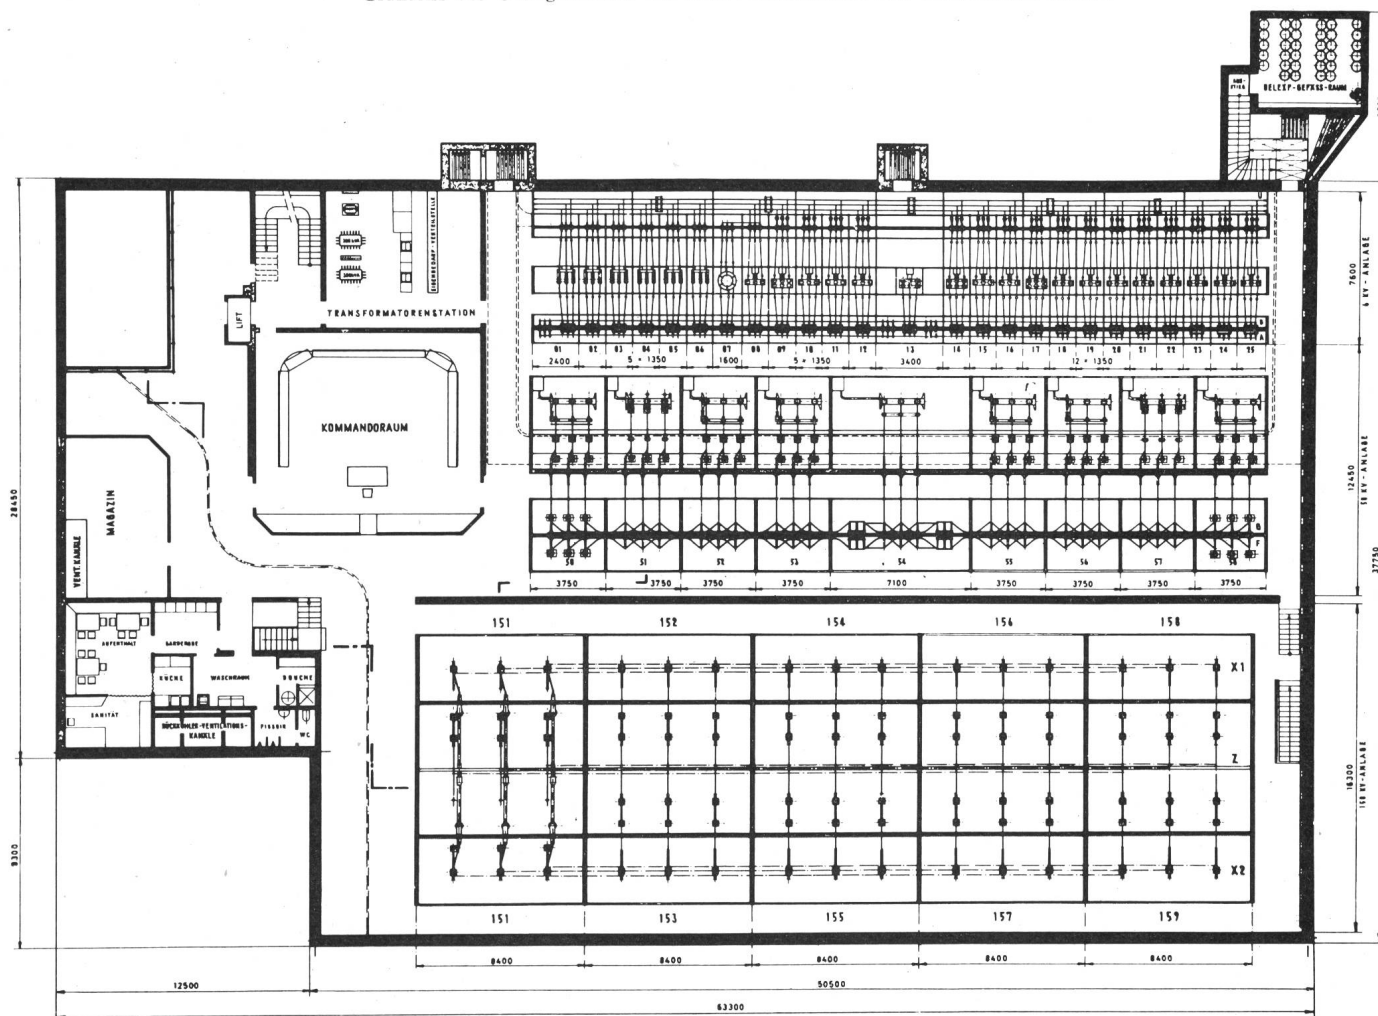 OELEXP-GEFÄSS-RAUM
LIFT
TRANSFORMATORENSTATION
EIGENBEDARF-VERTEILSTELLE
KOMMANDORAUM
MAGAZIN
VENT.KANÄLE
01 02 03 04 05 06 07 08 09 10 11 12 13 14 15 16 17 18 19 20 21 22 23 24 25
2400 5 × 1350 1600 5 × 1350 3400 12 × 1350
7600
6 KV-ANLAGE
12450
50 KV-ANLAGE
37750
28450
50 51 52 53 54 55 56 57 58
3750 3750 3750 3750 7100 3750 3750 3750 3750
AUFENTHALT
GARDEROBE
KÜCHE
WASCHRAUM
DOUCHE
SANITÄT
RÜCKKÜHLER-VENTILATIONS-
KANÄLE
PISSOIR
WC
151 152 154 156 158
X1
Z
X2
151 153 155 157 159
16300
150 KV-ANLAGE
9300
8400 8400 8400 8400 8400
12500 50500
63300